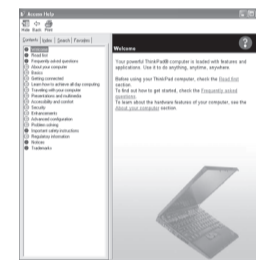 Access Help
Hide Back Print
Contents Index Search Favorites
Welcome
Read first
Frequently asked questions
About your computer
Basics
Getting connected
Learn how to achieve all-day computing
Traveling with your computer
Presentations and multimedia
Accessibility and comfort
Security
Enhancements
Advanced configuration
Problem solving
Important safety instructions
Regulatory information
Notices
Trademarks
Welcome
?
Your powerful ThinkPad® computer is loaded with features and
applications. Use it to do anything, anytime, anywhere.
Before using your ThinkPad computer, check the Read first
section.
To find out how to get started, check the Frequently asked
questions.
To learn about the hardware features of your computer, see the
About your computer section.